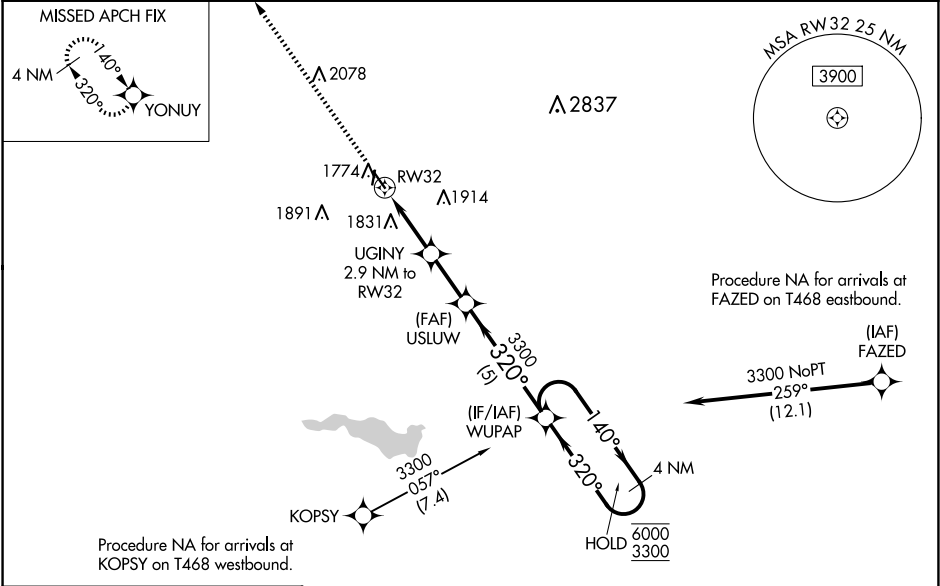 MISSED APCH FIX
4 NM
140°
320°
YONUY
2078
2837
MSA RW32 25 NM
3900
1774
RW32
1914
1891
1831
UGINY
2.9 NM to
RW32
(FAF)
USLUW
3300
320°
(5)
Procedure NA for arrivals at
FAZED on T468 eastbound.
(IAF)
FAZED
3300 NoPT
259°
(12.1)
(IF/IAF)
WUPAP
140°
320°
4 NM
HOLD
6000
3300
3300
057°
(7.4)
KOPSY
Procedure NA for arrivals at
KOPSY on T468 westbound.